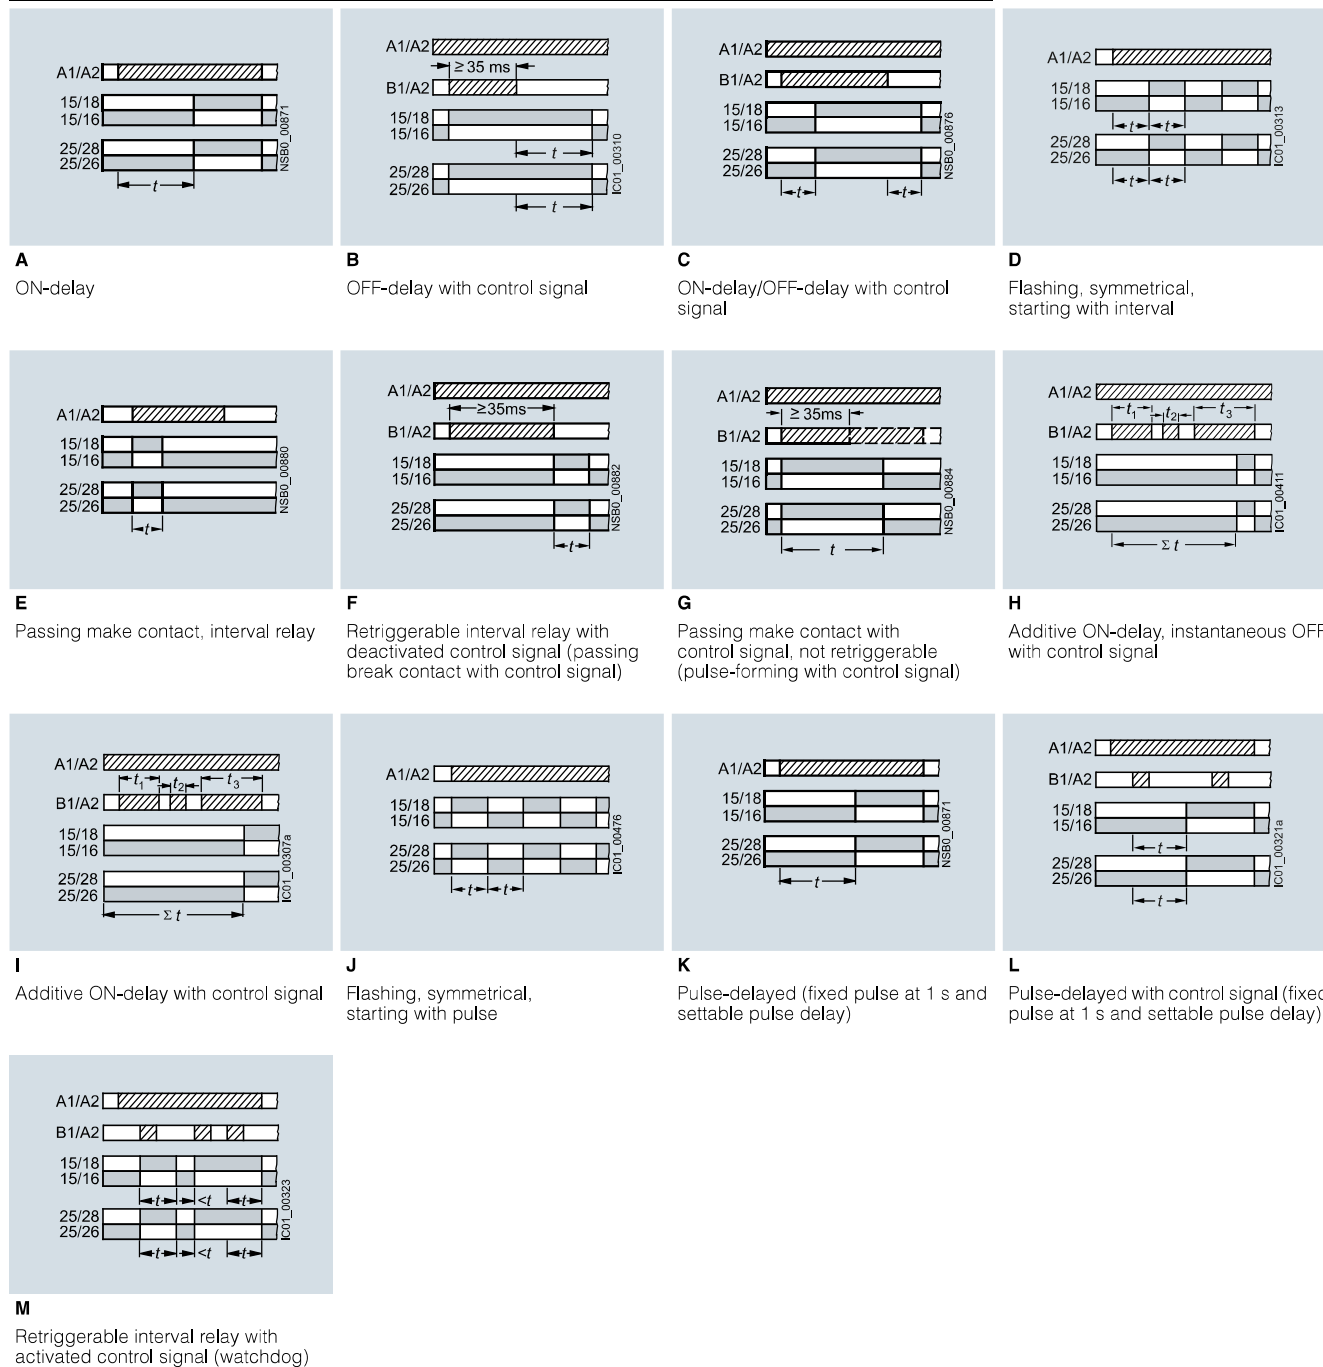 A1/A2
15/18
15/16
25/28
25/26
t
NSB0_00871
A
ON-delay
A1/A2
≥ 35 ms
B1/A2
15/18
15/16
t
25/28
25/26
t
IC01_00310
B
OFF-delay with control signal
A1/A2
B1/A2
15/18
15/16
25/28
25/26
t t
NSB0_00876
C
ON-delay/OFF-delay with control
signal
A1/A2
15/18
15/16
t t
25/28
25/26
t t
IC01_00313
D
Flashing, symmetrical,
starting with interval
A1/A2
15/18
15/16
25/28
25/26
t
NSB0_00880
E
Passing make contact, interval relay
A1/A2
≥35ms
B1/A2
15/18
15/16
25/28
25/26
t
NSB0_00882
F
Retriggerable interval relay with
deactivated control signal (passing
break contact with control signal)
A1/A2
≥ 35ms
B1/A2
15/18
15/16
25/28
25/26
t
NSB0_00884
G
Passing make contact with
control signal, not retriggerable
(pulse-forming with control signal)
A1/A2
t1 t2 t3
B1/A2
15/18
15/16
25/28
25/26
Σ t
IC01_00411
H
Additive ON-delay, instantaneous OFF
with control signal
A1/A2
t1 t2 t3
B1/A2
15/18
15/16
25/28
25/26
Σ t
IC01_00307a
I
Additive ON-delay with control signal
A1/A2
15/18
15/16
25/28
25/26
t t
IC01_00476
J
Flashing, symmetrical,
starting with pulse
A1/A2
15/18
15/16
25/28
25/26
t
NSB0_00871
K
Pulse-delayed (fixed pulse at 1 s and
settable pulse delay)
A1/A2
B1/A2
15/18
15/16
t
25/28
25/26
t
IC01_00321a
L
Pulse-delayed with control signal (fixed
pulse at 1 s and settable pulse delay)
A1/A2
B1/A2
15/18
15/16
t <t t
25/28
25/26
t <t t
IC01_00323
M
Retriggerable interval relay with
activated control signal (watchdog)